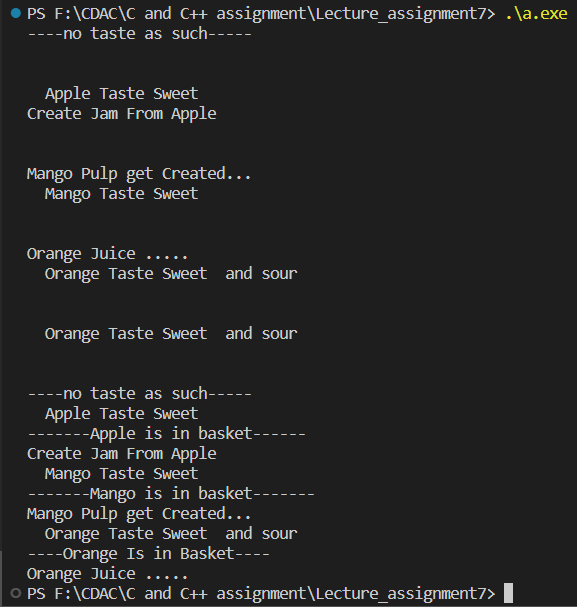 PS F:\CDAC\C and C++ assignment\Lecture_assignment7> .\a.exe
----no taste as such-----
Apple Taste Sweet
Create Jam From Apple
Mango Pulp get Created...
Mango Taste Sweet
Orange Juice .....
Orange Taste Sweet  and sour
Orange Taste Sweet  and sour
----no taste as such-----
Apple Taste Sweet
-------Apple is in basket------
Create Jam From Apple
Mango Taste Sweet
-------Mango is in basket-------
Mango Pulp get Created...
Orange Taste Sweet  and sour
----Orange Is in Basket----
Orange Juice .....
PS F:\CDAC\C and C++ assignment\Lecture_assignment7>